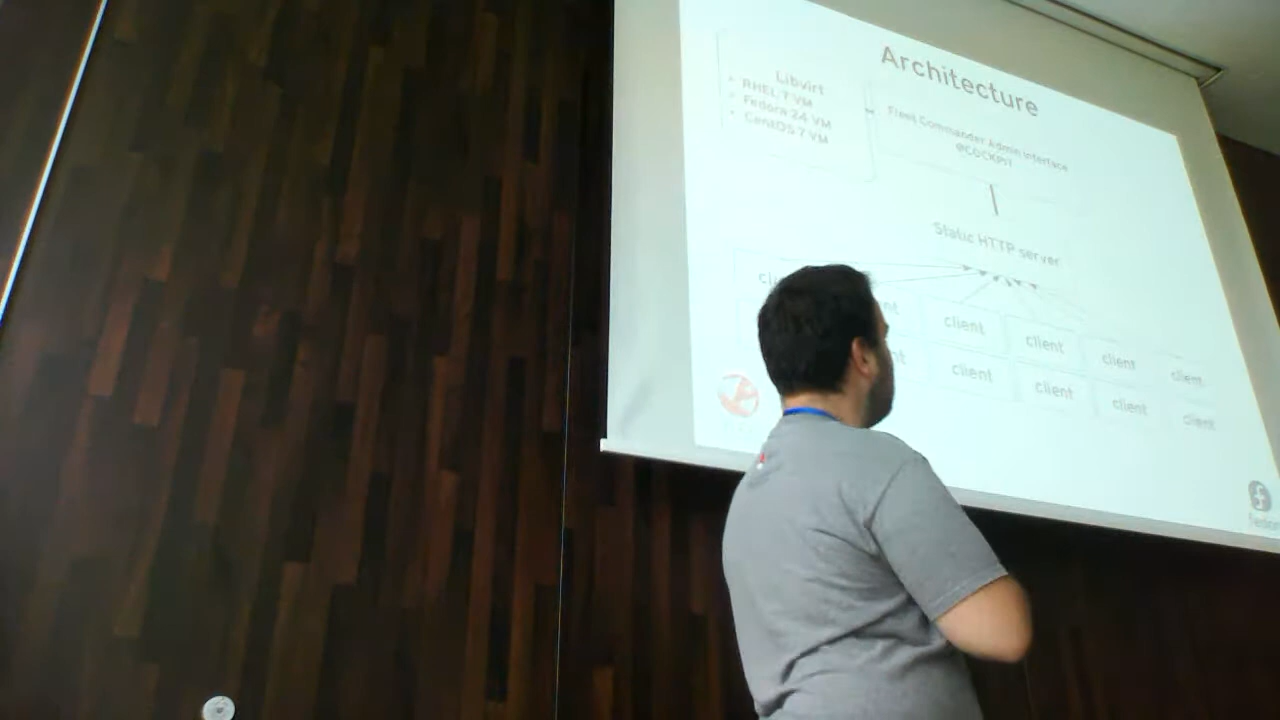 Architecture
Libvirt
• RHEL 7 VM
• Fedora 24 VM
• CentOS 7 VM
Fleet Commander Admin Interface
@COCKPIT
Static HTTP server
client
client
client
client
client
client
client
client